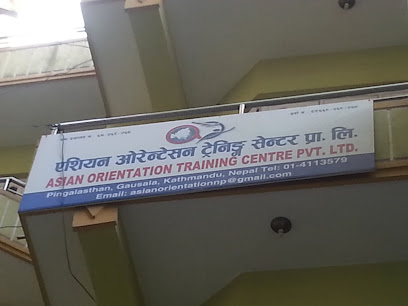 एशियन ओरेन्टेसन ट्रेनिङ्ग सेन्टर प्रा. लि.
ASIAN ORIENTATION TRAINING CENTRE PVT. LTD.
Pingalasthan, Gausala, Kathmandu, Nepal Tel: 01-4113579
Email: asianorientationnp@gmail.com